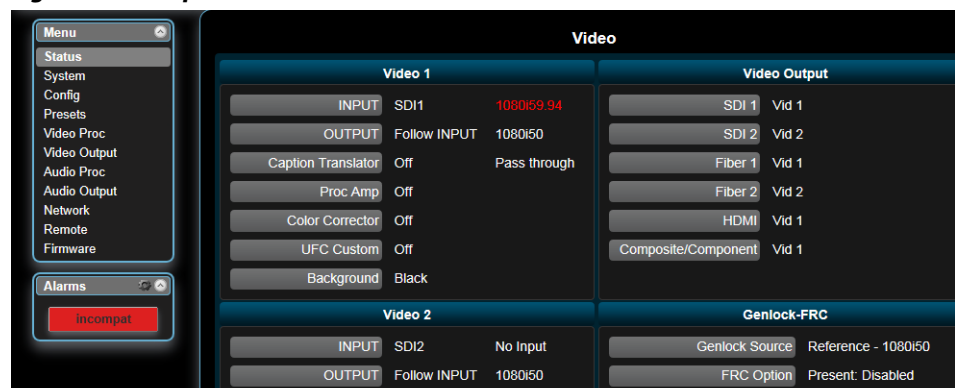 Menu
Status
System
Config
Presets
Video Proc
Video Output
Audio Proc
Audio Output
Network
Remote
Firmware
Alarms
incompat
Video
Video 1
INPUT SDI1 1080i59.94
OUTPUT Follow INPUT 1080i50
Caption Translator Off Pass through
Proc Amp Off
Color Corrector Off
UFC Custom Off
Background Black
Video Output
SDI 1 Vid 1
SDI 2 Vid 2
Fiber 1 Vid 1
Fiber 2 Vid 2
HDMI Vid 1
Composite/Component Vid 1
Video 2
INPUT SDI2 No Input
OUTPUT Follow INPUT 1080i50
Genlock-FRC
Genlock Source Reference - 1080i50
FRC Option Present: Disabled